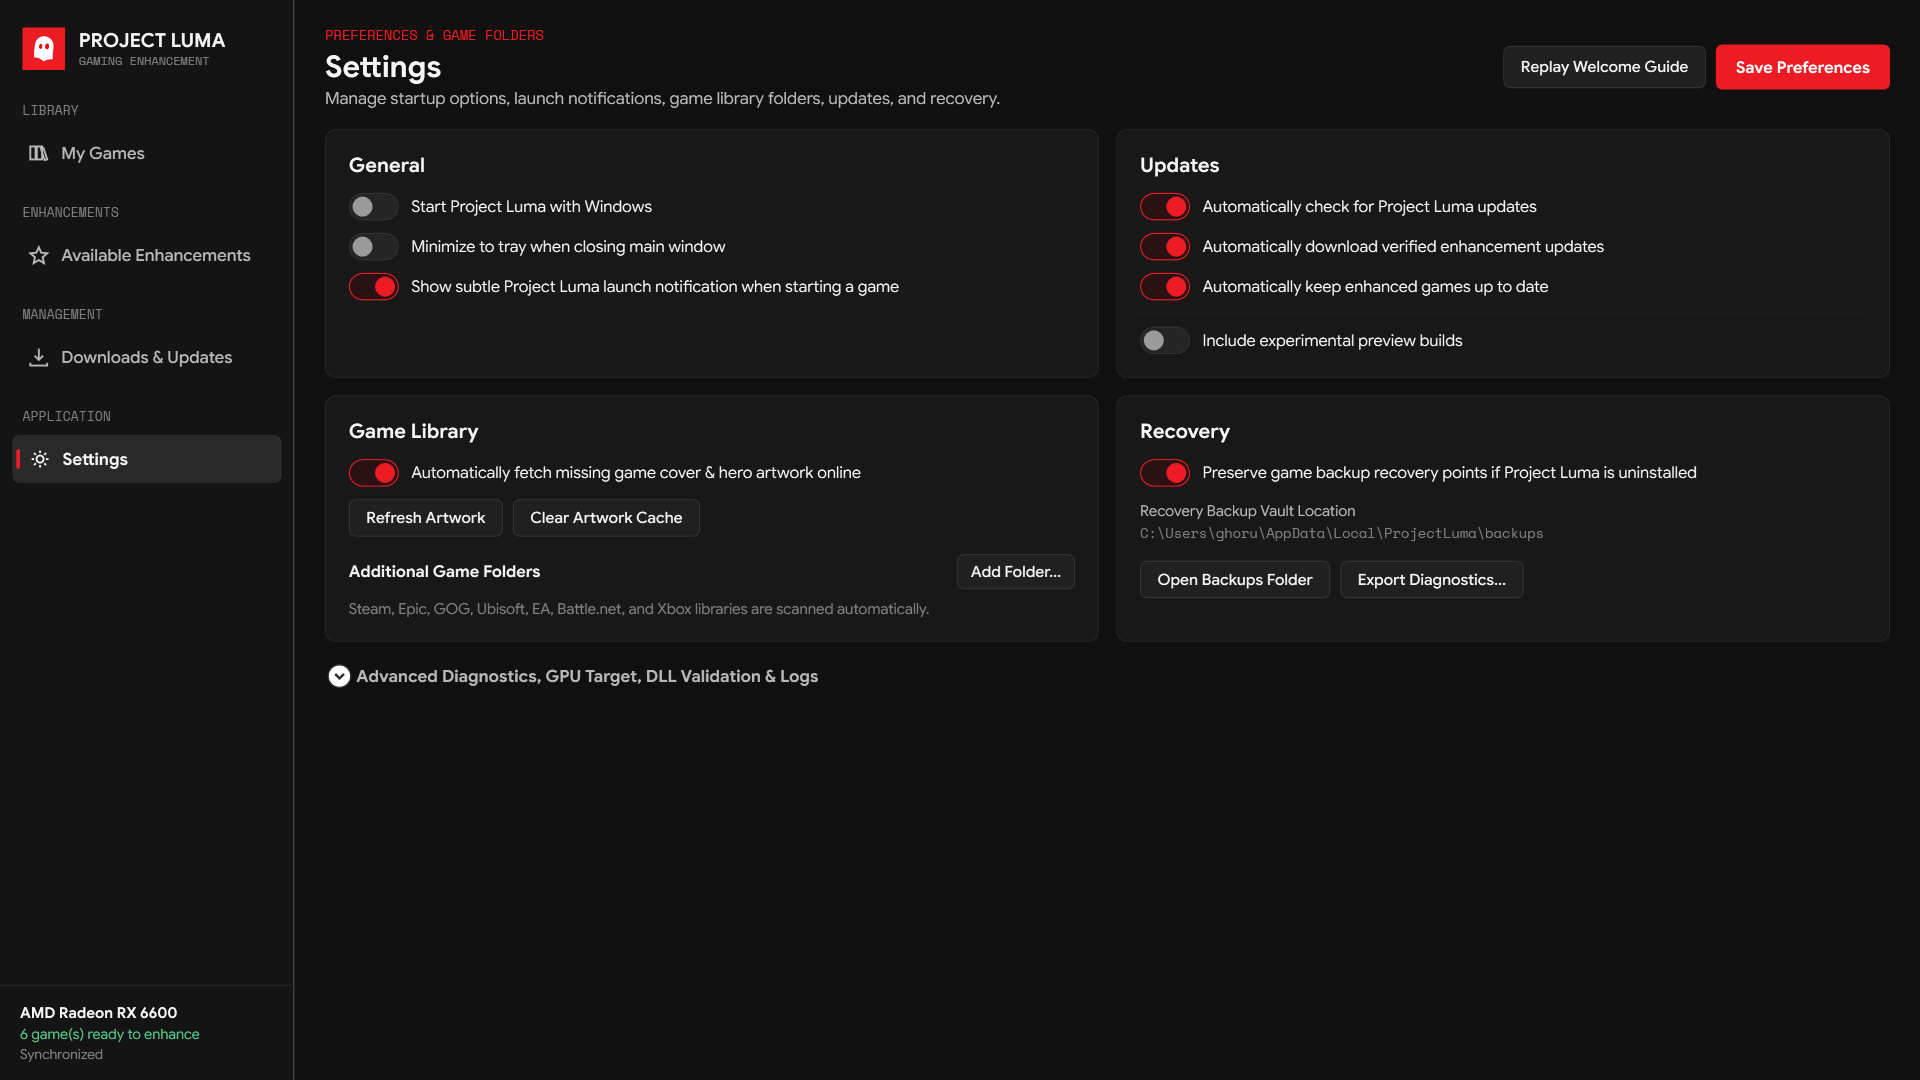 PROJECT LUMA
GAMING ENHANCEMENT
LIBRARY
My Games
ENHANCEMENTS
Available Enhancements
MANAGEMENT
Downloads & Updates
APPLICATION
Settings
AMD Radeon RX 6600
6 game(s) ready to enhance
Synchronized
PREFERENCES & GAME FOLDERS
Settings
Manage startup options, launch notifications, game library folders, updates, and recovery.
Replay Welcome Guide
Save Preferences
General
Start Project Luma with Windows
Minimize to tray when closing main window
Show subtle Project Luma launch notification when starting a game
Updates
Automatically check for Project Luma updates
Automatically download verified enhancement updates
Automatically keep enhanced games up to date
Include experimental preview builds
Game Library
Automatically fetch missing game cover & hero artwork online
Refresh Artwork
Clear Artwork Cache
Additional Game Folders
Add Folder...
Steam, Epic, GOG, Ubisoft, EA, Battle.net, and Xbox libraries are scanned automatically.
Recovery
Preserve game backup recovery points if Project Luma is uninstalled
Recovery Backup Vault Location
C:\Users\ghoru\AppData\Local\ProjectLuma\backups
Open Backups Folder
Export Diagnostics...
Advanced Diagnostics, GPU Target, DLL Validation & Logs